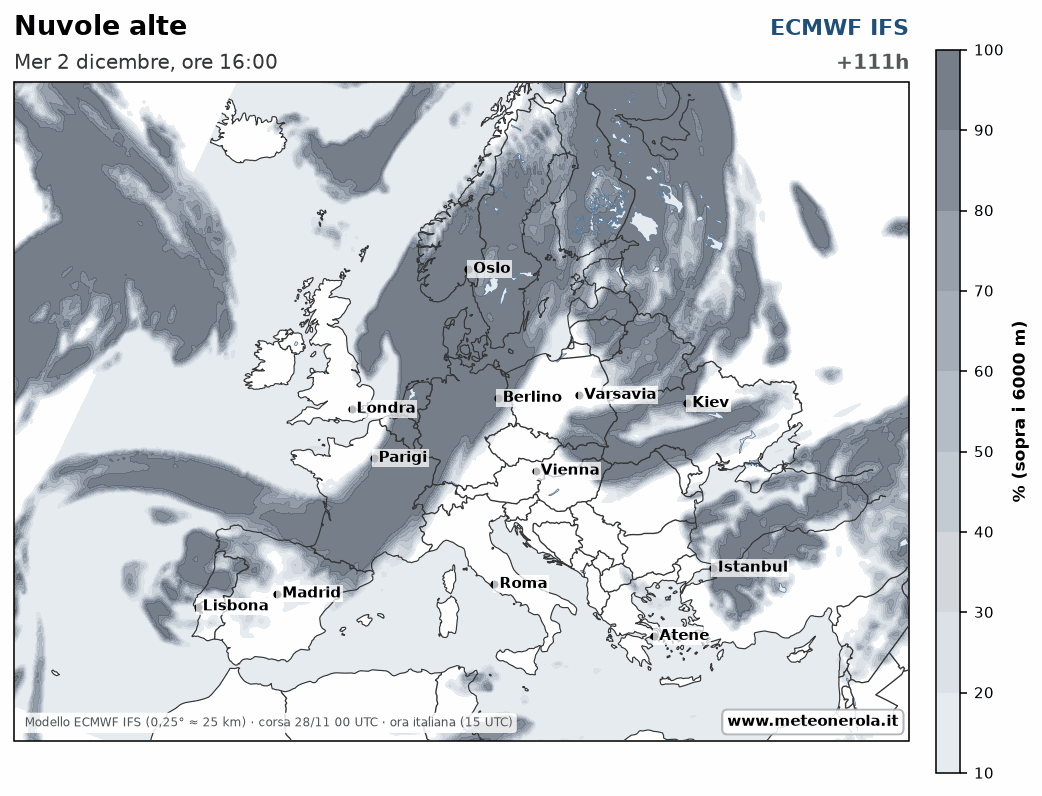 Nuvole alte
ECMWF IFS
Mer 2 dicembre, ore 16:00
+111h
100
90
80
70
60
50
40
30
20
10
% (sopra i 6000 m)
Oslo
Berlino
Varsavia
Kiev
Londra
Parigi
Vienna
Istanbul
Roma
Madrid
Lisbona
Atene
Modello ECMWF IFS (0,25° ≈ 25 km) · corsa 28/11 00 UTC · ora italiana (15 UTC)
www.meteonerola.it